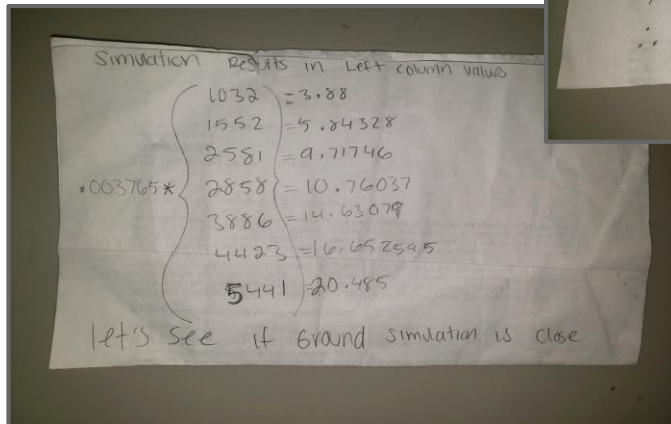 Simulation Results in Left column values
1032 = 3.88
1552 = 5.84328
2581 = 9.71746
.003765* 2858 = 10.76037
3886 = 14.63079
4423 = 16.652595
5441 = 20.485
let's see if Ground simulation is close